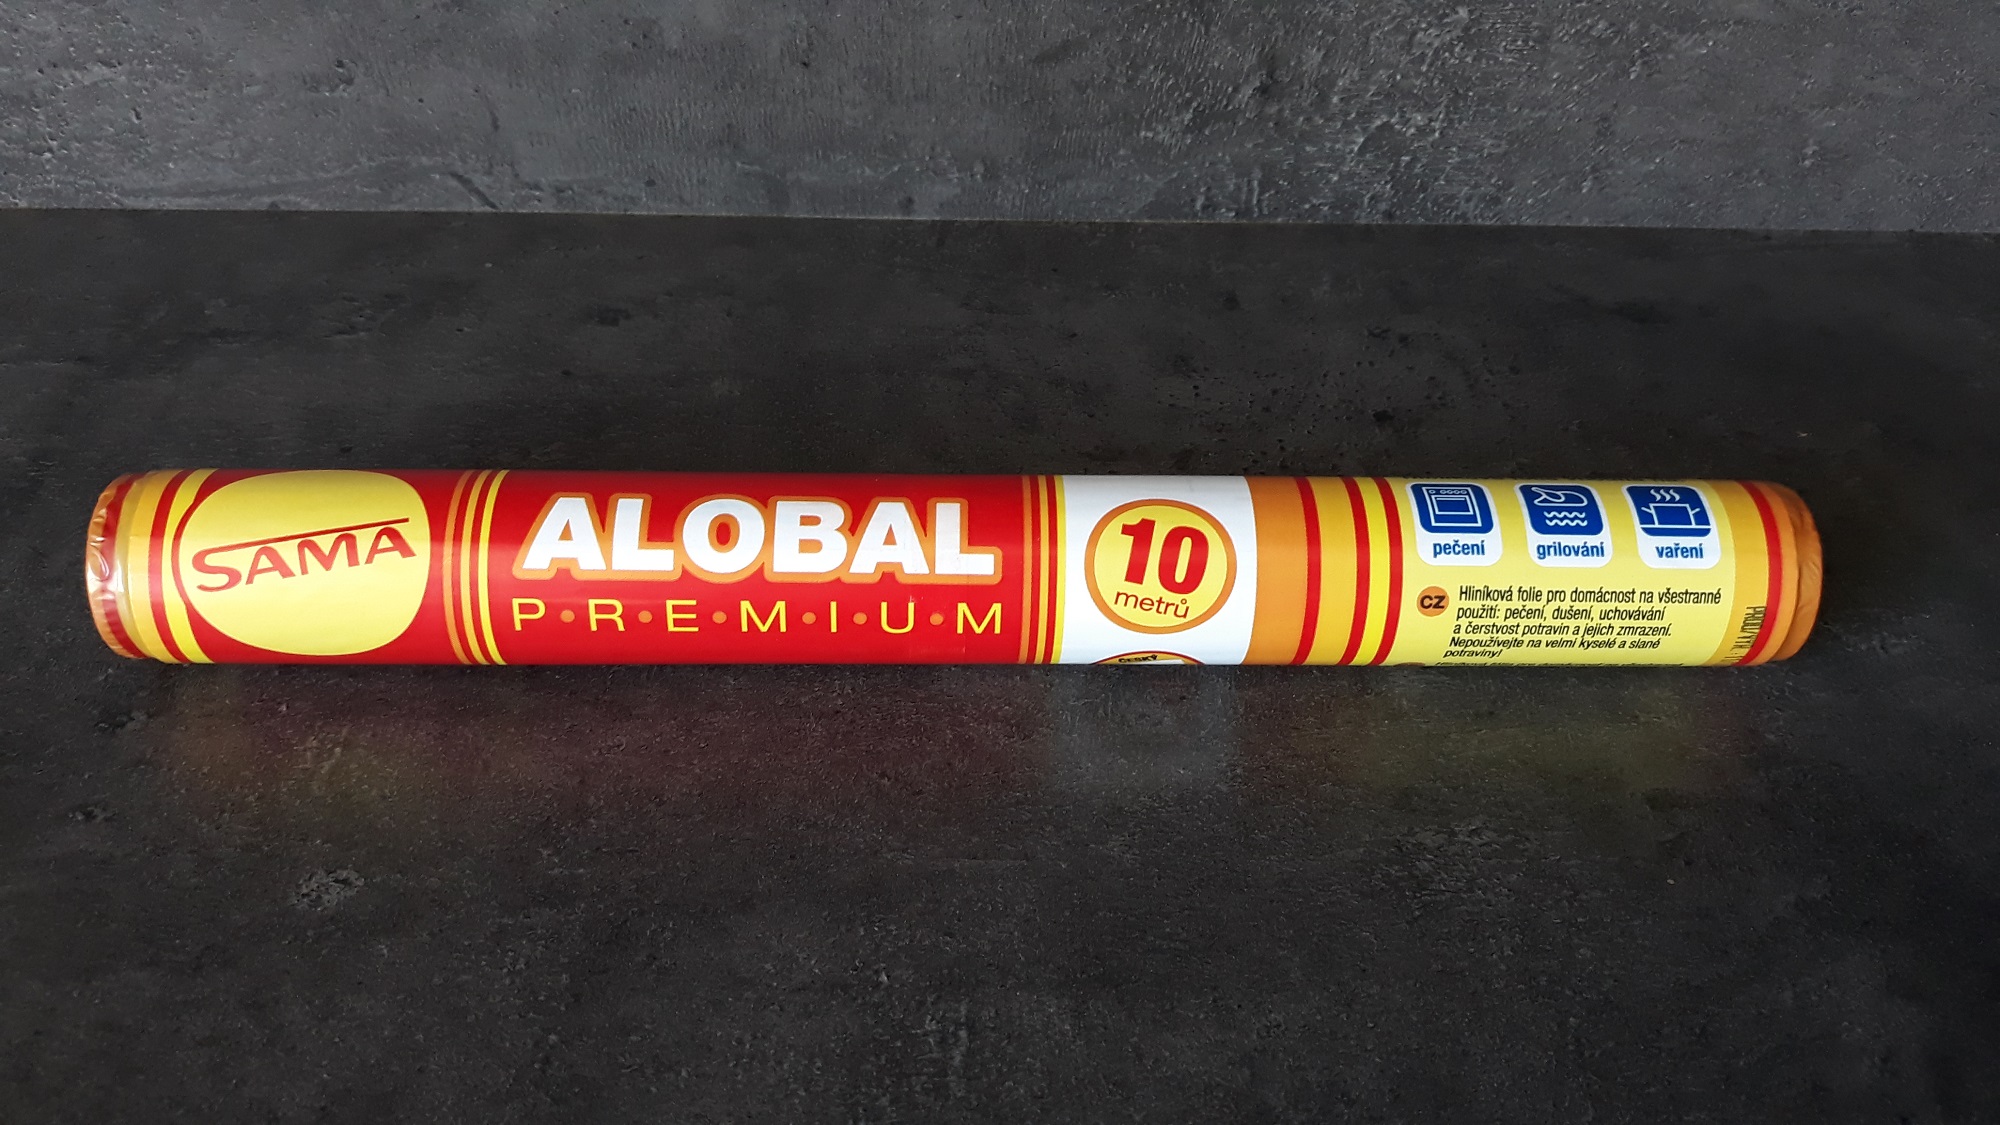 SAMA
ALOBAL
P•R•E•M•I•U•M
10
metrů
ČESKÝ
pečení
grilování
vaření
CZ
Hliníková folie pro domácnost na všestranné
použití: pečení, dušení, uchovávání
a čerstvost potravin a jejich zmrazení.
Nepoužívejte na velmi kyselé a slané
potraviny!